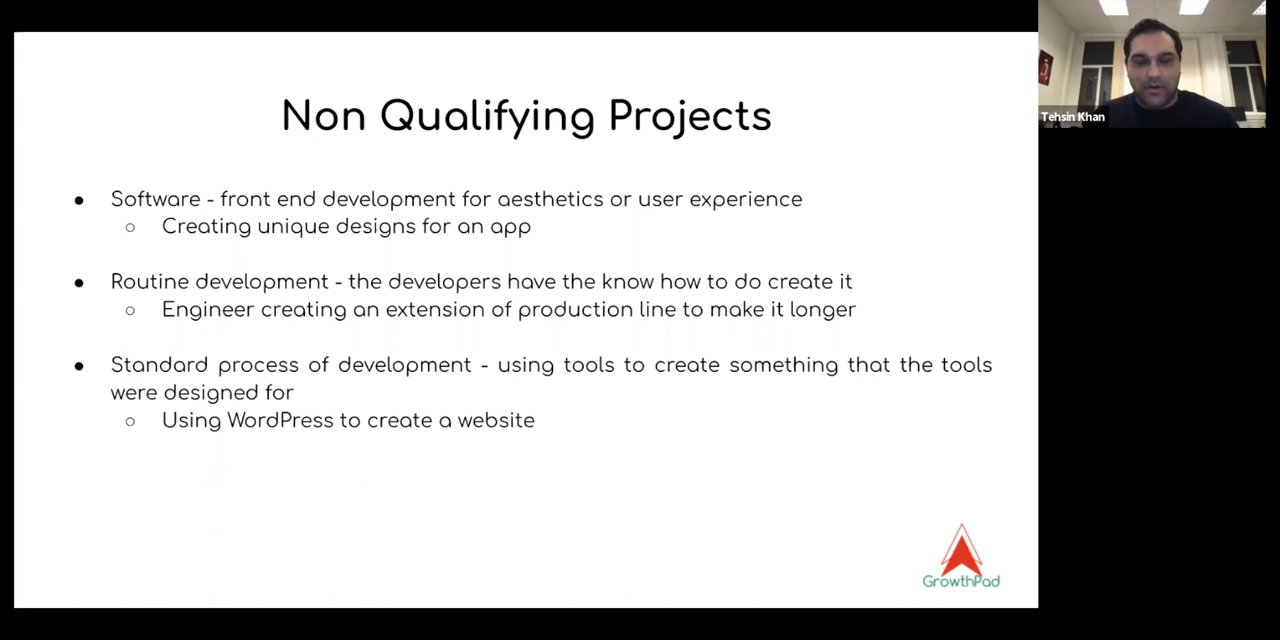 Non Qualifying Projects
Tehsin Khan
● Software - front end development for aesthetics or user experience
○ Creating unique designs for an app
● Routine development - the developers have the know how to do create it
○ Engineer creating an extension of production line to make it longer
● Standard process of development - using tools to create something that the tools
were designed for
○ Using WordPress to create a website
GrowthPad